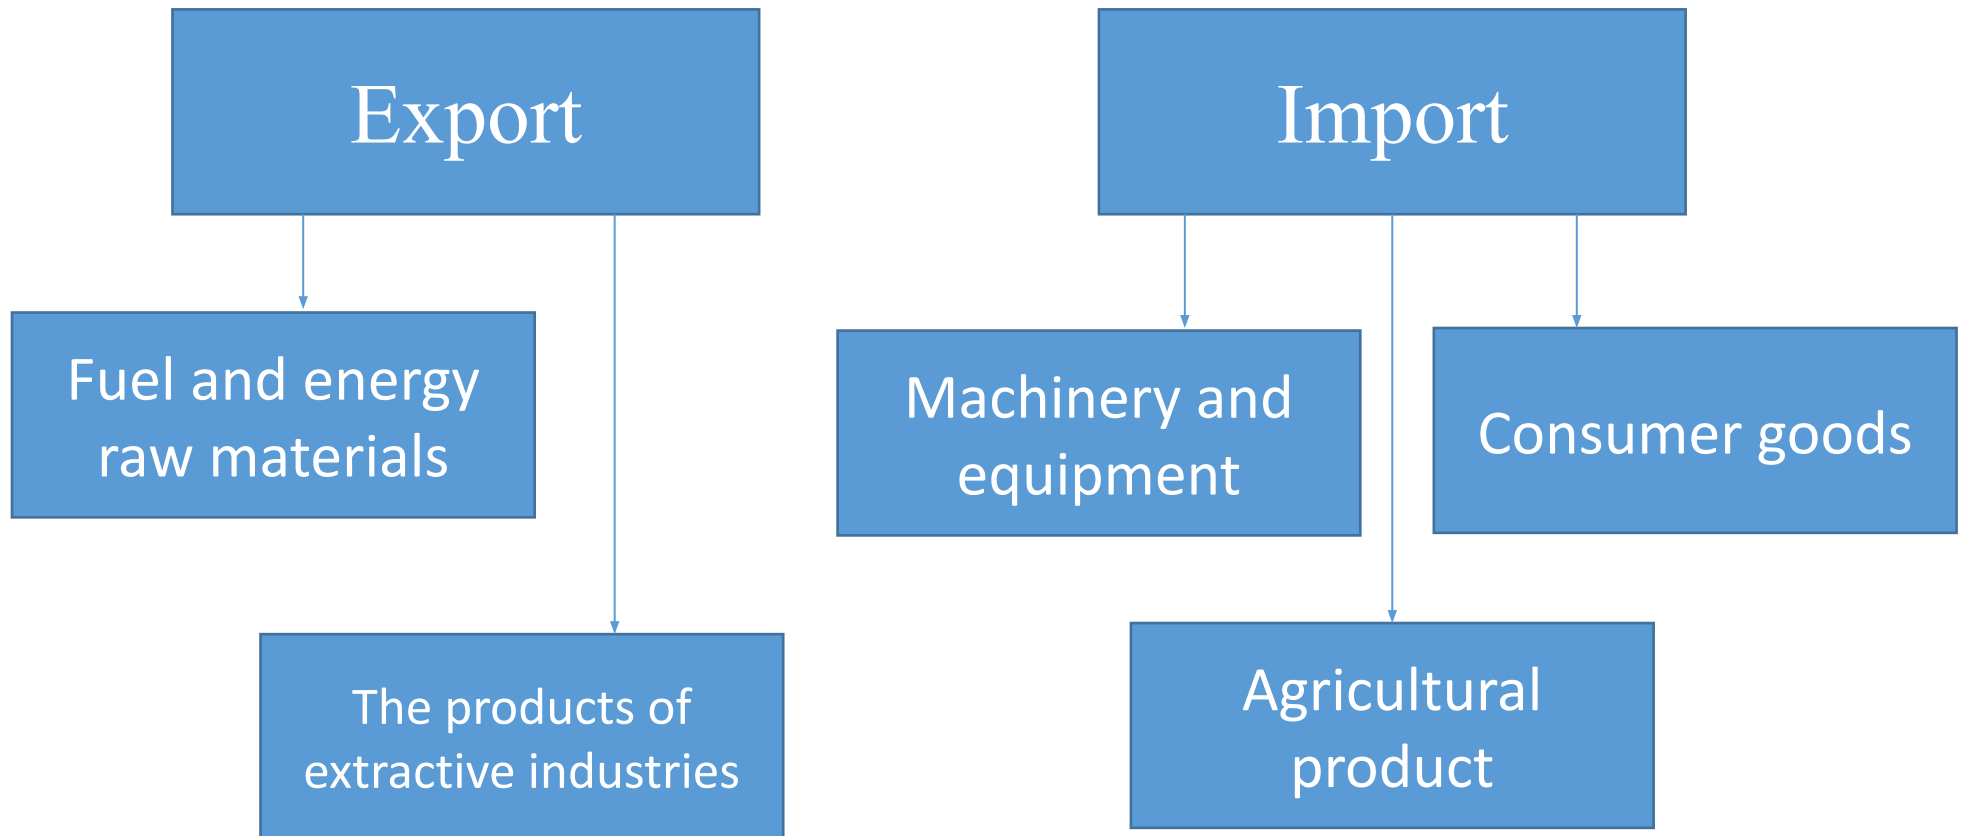 Export
Import
Fuel and energy
raw materials
Machinery and
equipment
Consumer goods
The products of
extractive industries
Agricultural
product